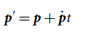 p′ = p + ṗt